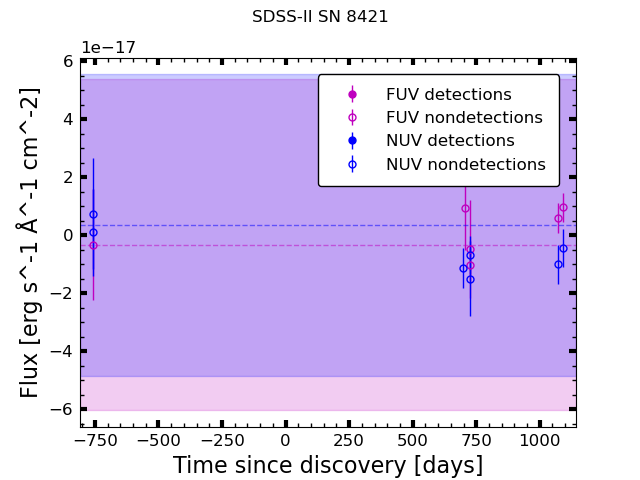 SDSS-II SN 8421
1e−17
6
4
2
0
−2
−4
−6
Flux [erg s^-1 Å^-1 cm^-2]
FUV detections
FUV nondetections
NUV detections
NUV nondetections
−750 −500 −250 0 250 500 750 1000
Time since discovery [days]